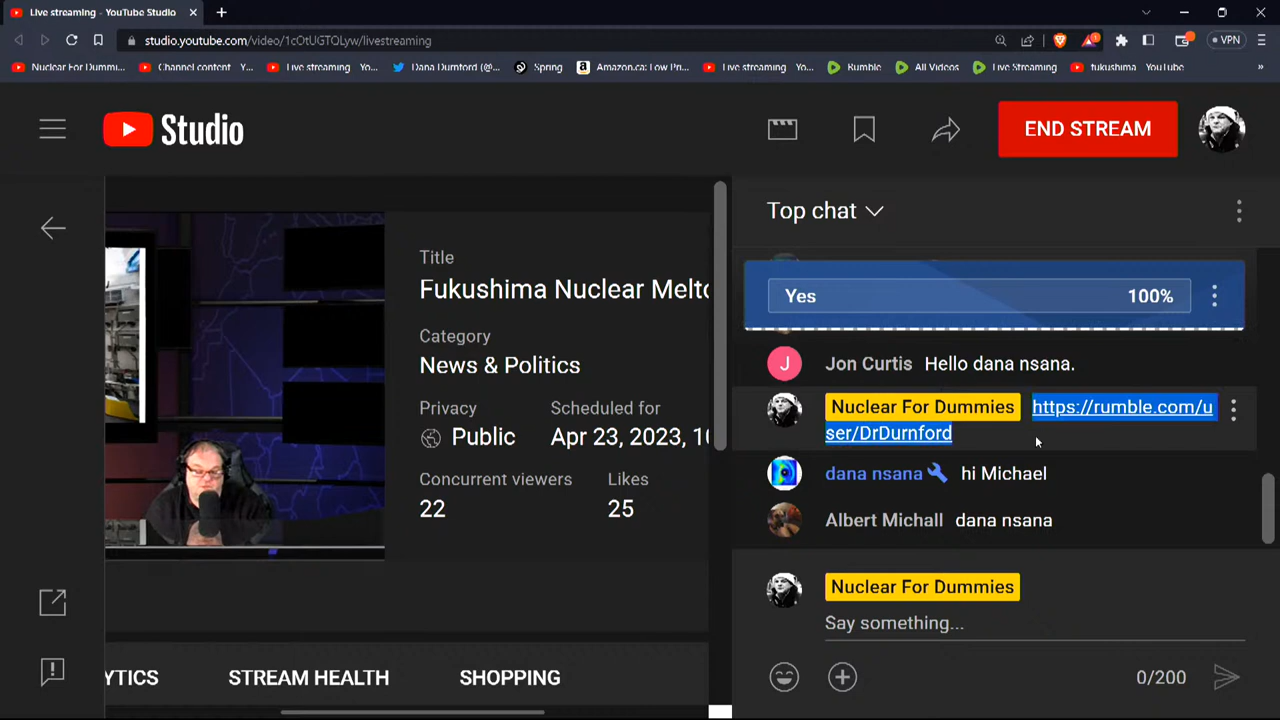 Live streaming - YouTube Studio
studio.youtube.com/video/1cOtUGTQLyw/livestreaming
VPN
Nuclear For Dummi...
Channel content - Y...
Live streaming - Yo...
Dana Durnford (@...
Spring
Amazon.ca: Low Pri...
Live streaming - Yo...
Rumble
All Videos
Live Streaming
fukushima - YouTube
Studio
END STREAM
Title
Fukushima Nuclear Meltd
Category
News & Politics
Privacy
Public
Scheduled for
Apr 23, 2023, 10
Concurrent viewers
22
Likes
25
YTICS
STREAM HEALTH
SHOPPING
Top chat
Yes 100%
J Jon Curtis Hello dana nsana.
Nuclear For Dummies https://rumble.com/u
ser/DrDurnford
dana nsana hi Michael
Albert Michall dana nsana
Nuclear For Dummies
Say something...
0/200